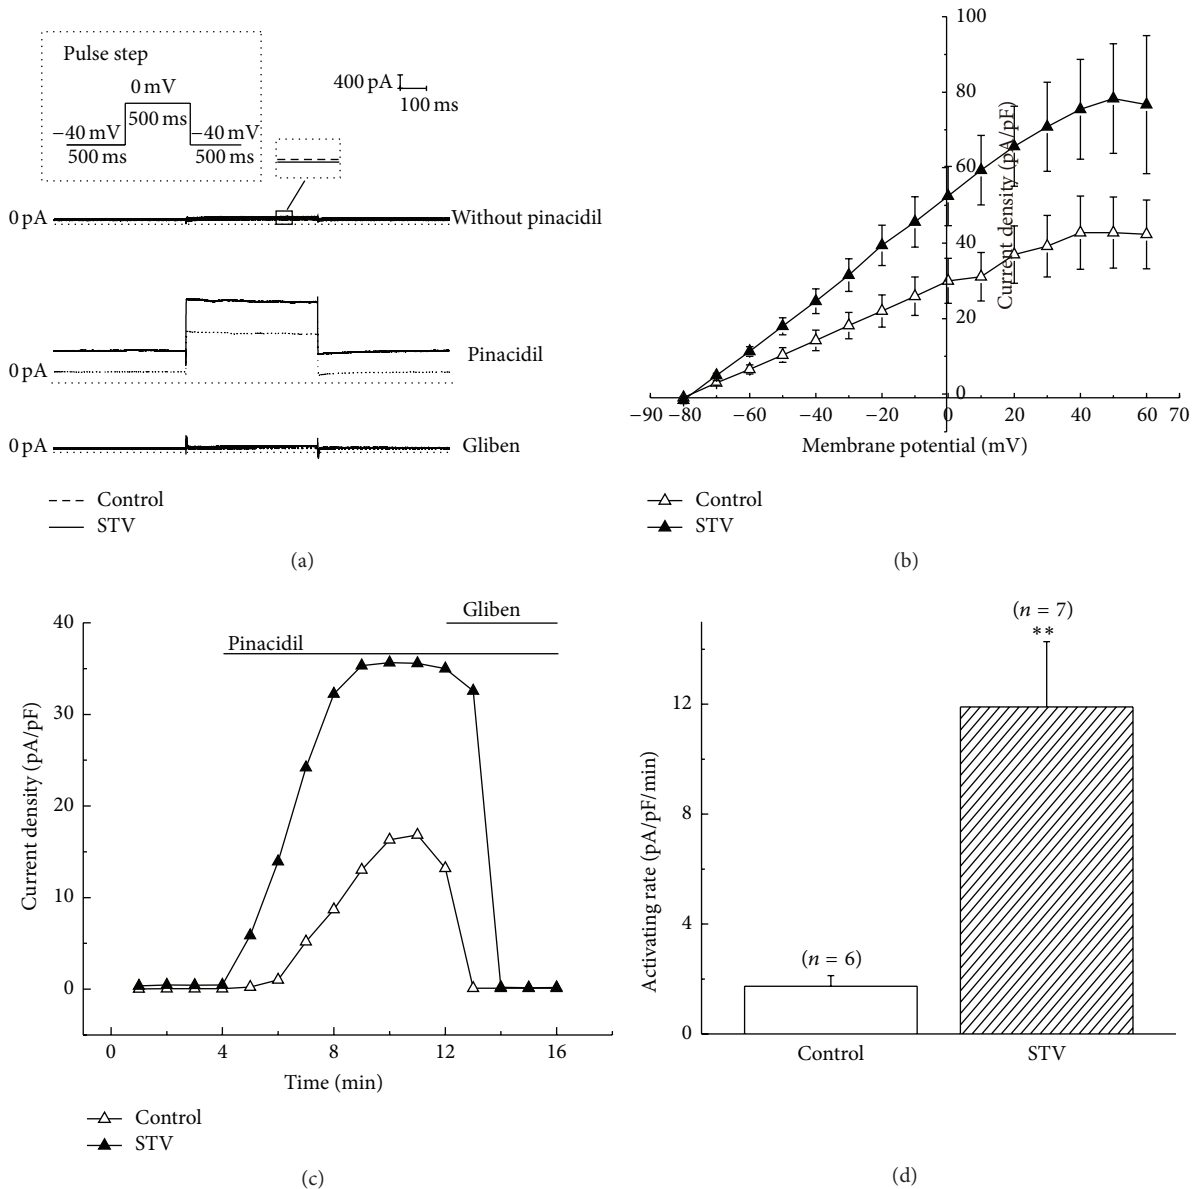 Pulse step
0 mV
500 ms
−40 mV
500 ms
−40 mV
500 ms
400 pA
100 ms
0 pA
Without pinacidil
Pinacidil
0 pA
0 pA
Gliben
Control
STV
(a)
100
80
60
40
20
0
Current density (pA/pF)
−90 −80 −60 −40 −20 0 20 40 60 70
Membrane potential (mV)
Control
STV
(b)
Gliben
Pinacidil
40
30
20
10
0
Current density (pA/pF)
0 4 8 12 16
Time (min)
Control
STV
(c)
(n = 7)
**
(n = 6)
12
8
4
0
Activating rate (pA/pF/min)
Control STV
(d)